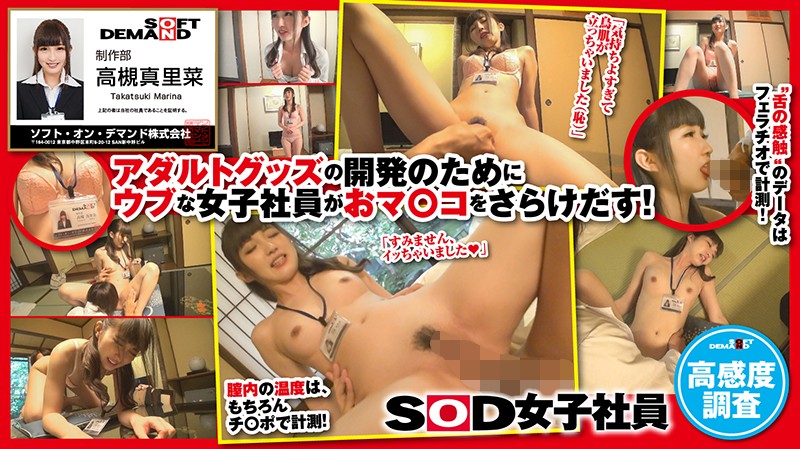 SOFT ON DEMAND
制作部
高槻真里菜
Takatsuki Marina
上記の者は当社の社員であることを証明する。
ソフト・オン・デマンド株式会社
「気持ちよすぎて
鳥肌が
立っちゃいました(恥)」
"舌の感触"のデータは
フェラチオで計測!
アダルトグッズの開発のために
ウブな女子社員がおマ〇コをさらけだす!
「すみません、
イッちゃいました♥」
膣内の温度は、
もちろん
チ〇ポで計測!
SOD女子社員
SOFT ON DEMAND
高感度
調査